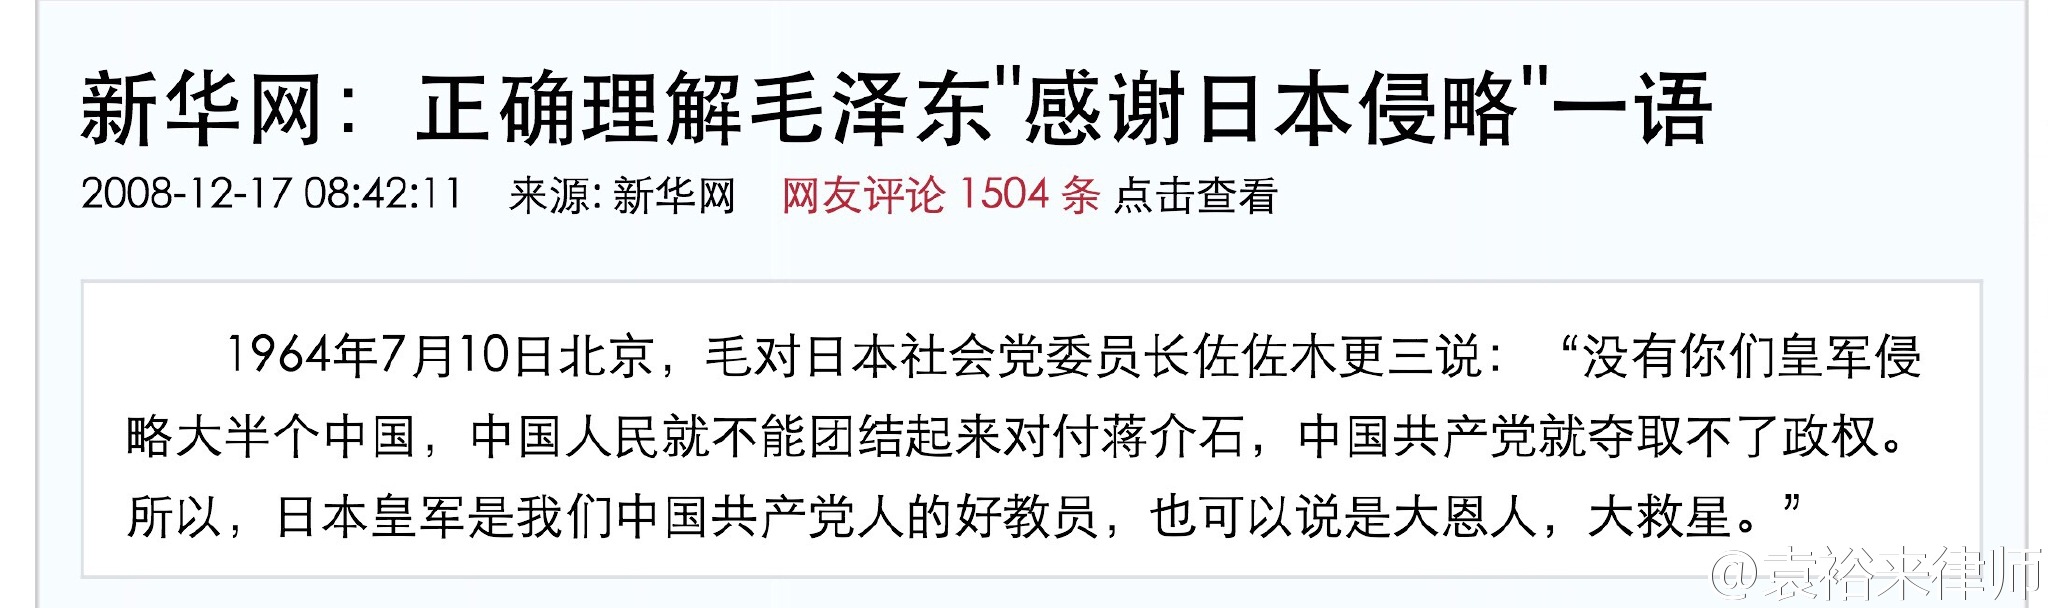 新华网：正确理解毛泽东"感谢日本侵略"一语
2008-12-17 08:42:11 来源: 新华网 网友评论 1504 条 点击查看
1964年7月10日北京，毛对日本社会党委员长佐佐木更三说：“没有你们皇军侵
略大半个中国，中国人民就不能团结起来对付蒋介石，中国共产党就夺取不了政权。
所以，日本皇军是我们中国共产党人的好教员，也可以说是大恩人，大救星。”
@袁裕来律师